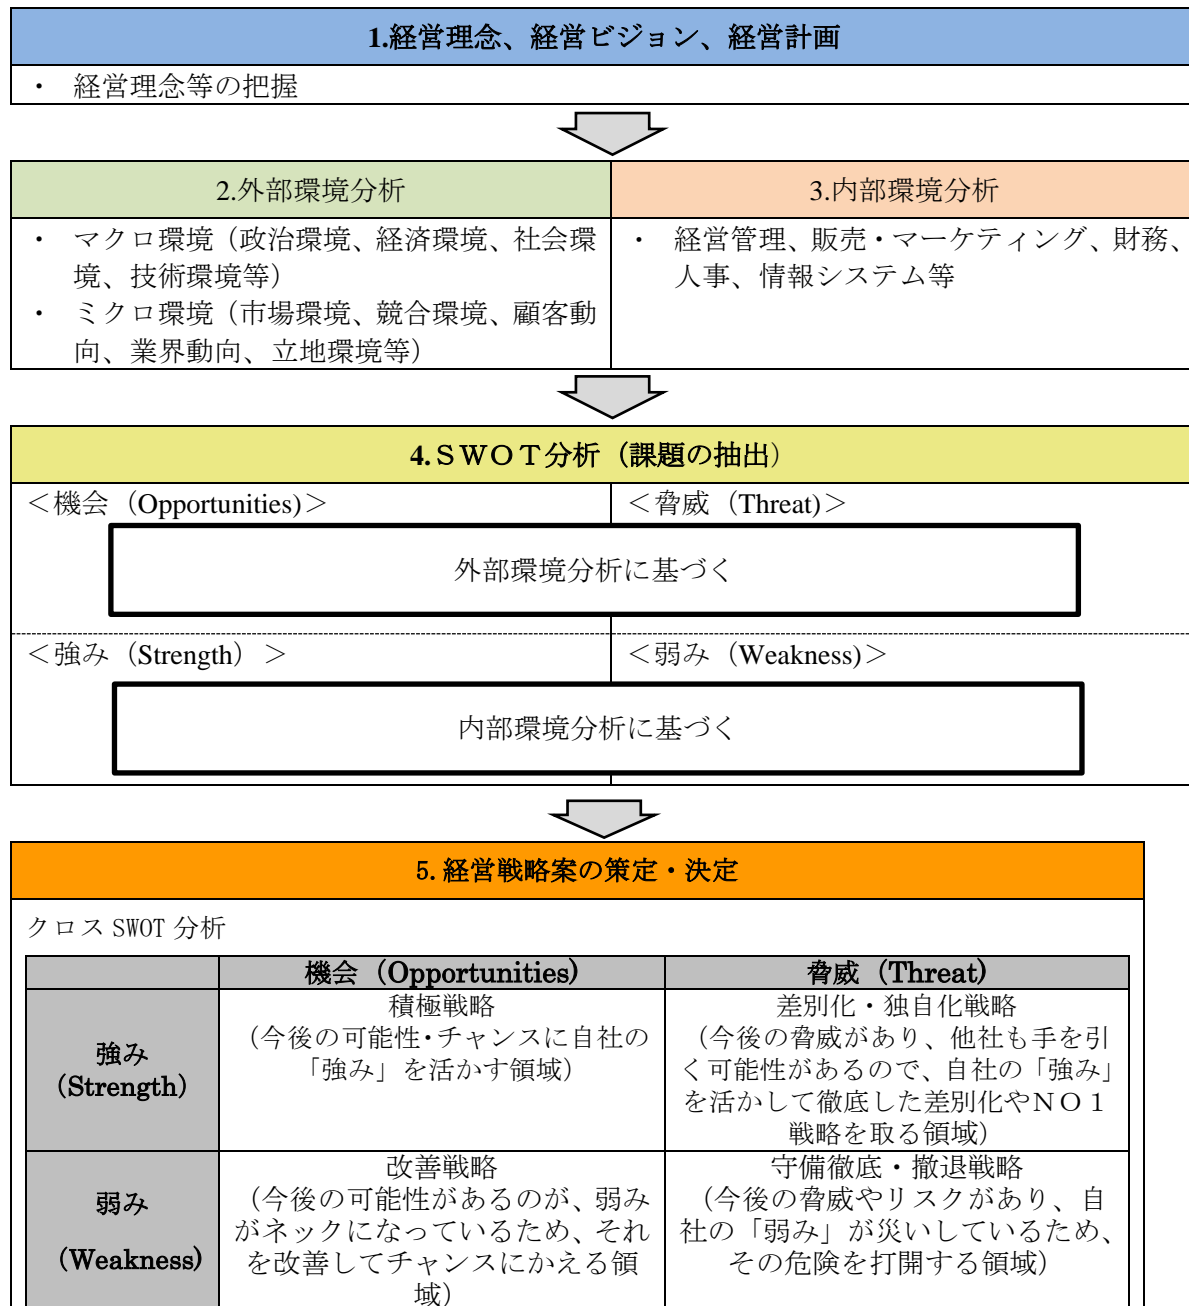 1.経営理念、経営ビジョン、経営計画
・ 経営理念等の把握
2.外部環境分析
3.内部環境分析
・ マクロ環境（政治環境、経済環境、社会環
境、技術環境等）
・ ミクロ環境（市場環境、競合環境、顧客動
向、業界動向、立地環境等）
・ 経営管理、販売・マーケティング、財務、
人事、情報システム等
4.ＳＷＯＴ分析（課題の抽出）
＜機会（Opportunities)＞
＜脅威（Threat)＞
外部環境分析に基づく
＜強み（Strength）＞
＜弱み（Weakness)＞
内部環境分析に基づく
5.経営戦略案の策定・決定
クロス SWOT 分析
機会（Opportunities)
脅威（Threat)
強み
（Strength）
積極戦略
（今後の可能性・チャンスに自社の
「強み」を活かす領域）
差別化・独自化戦略
（今後の脅威があり、他社も手を引
く可能性があるので、自社の「強み」
を活かして徹底した差別化やＮＯ１
戦略を取る領域）
弱み
（Weakness)
改善戦略
（今後の可能性があるのが、弱み
がネックになっているため、それ
を改善してチャンスにかえる領
域）
守備徹底・撤退戦略
（今後の脅威やリスクがあり、自
社の「弱み」が災いしているため、
その危険を打開する領域）